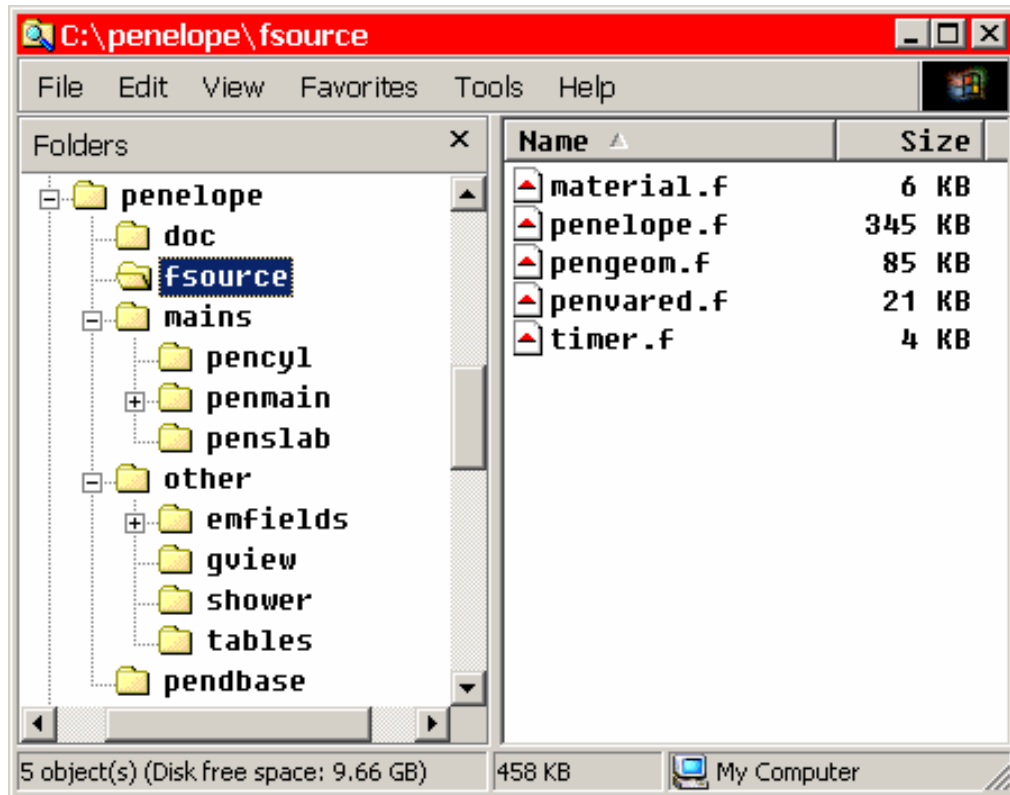 C:\penelope\fsource
File Edit View Favorites Tools Help
Folders
penelope
doc
fsource
mains
pencyl
penmain
penslab
other
emfields
gview
shower
tables
pendbase
Name Size
material.f 6 KB
penelope.f 345 KB
pengeom.f 85 KB
penvared.f 21 KB
timer.f 4 KB
5 object(s) (Disk free space: 9.66 GB) 458 KB My Computer